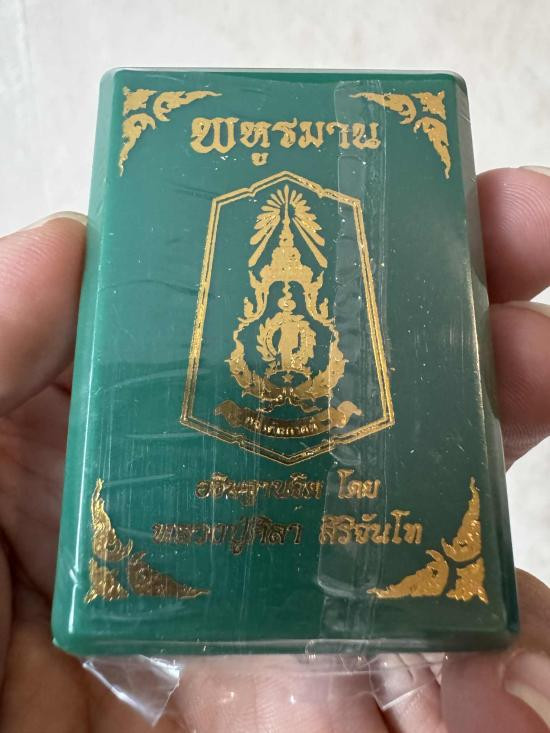 พหูรมาน
อธิษฐานจิต โดย
หลวงปู่ศิลา สิริจันโท